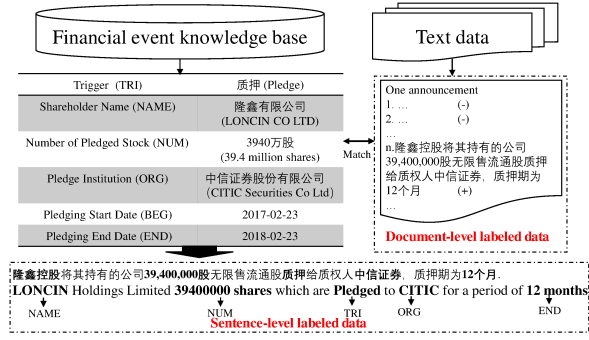 Financial event knowledge base
Text data
Trigger (TRI) 质押 (Pledge)
Shareholder Name (NAME) 隆鑫有限公司
(LONCIN CO LTD)
Number of Pledged Stock (NUM) 3940万股
(39.4 million shares)
Pledge Institution (ORG) 中信证券股份有限公司
(CITIC Securities Co Ltd)
Pledging Start Date (BEG) 2017-02-23
Pledging End Date (END) 2018-02-23
Match
One announcement
1. ... (-)
2. ... (-)
...
n.隆鑫控股将其持有的公司
39,400,000股无限售流通股质押
给质权人中信证券，质押期为
12个月 (+)
...
Document-level labeled data
隆鑫控股将其持有的公司39,400,000股无限售流通股质押给质权人中信证券，质押期为12个月.
LONCIN Holdings Limited 39400000 shares which are Pledged to CITIC for a period of 12 months
NAME NUM TRI ORG END
Sentence-level labeled data